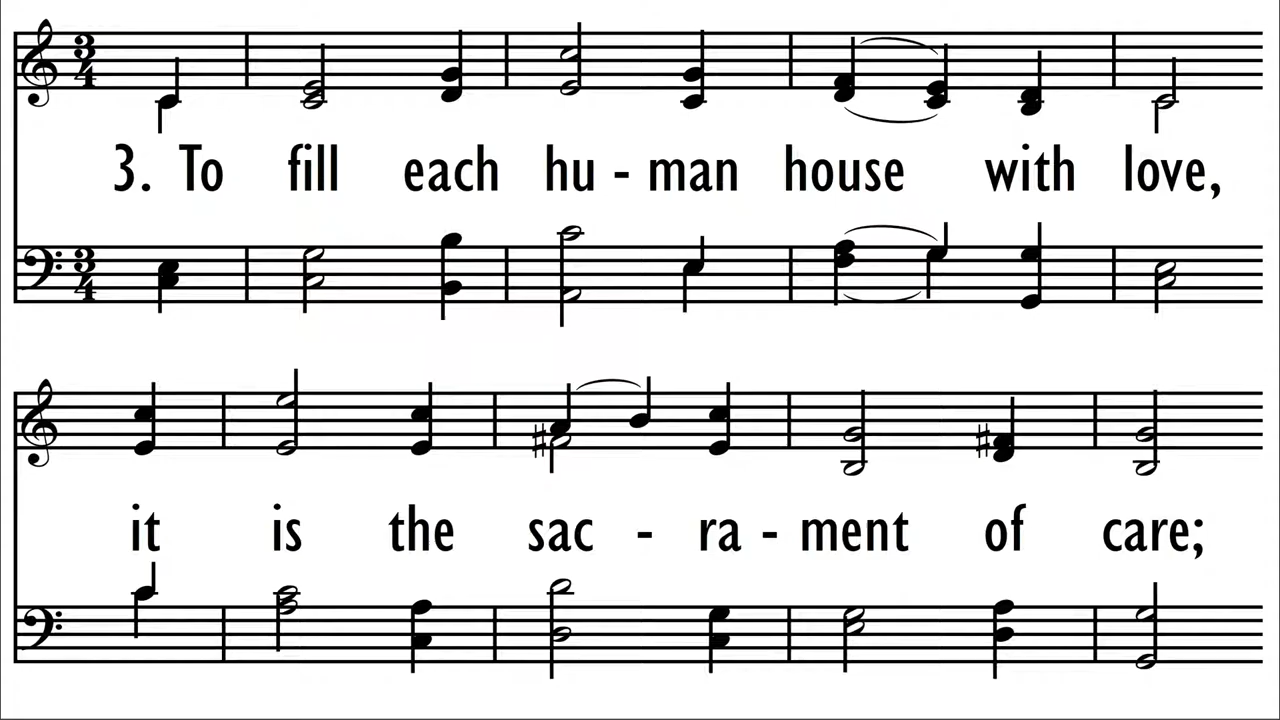 3. To fill each hu - man house with love,
it is the sac - ra - ment of care;